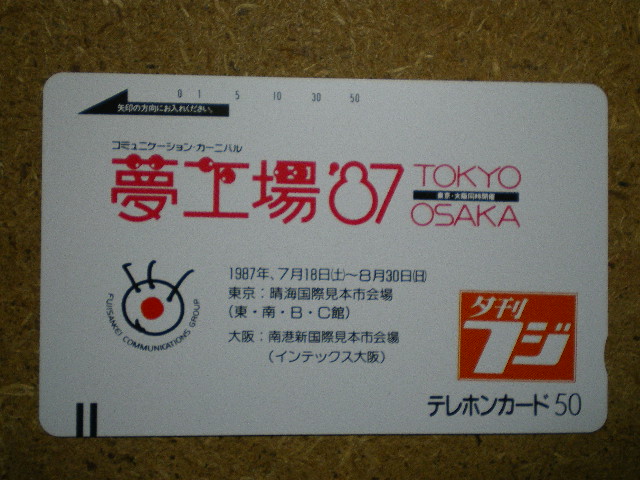 0 1 5 10 30 50
矢印の方向にお入れください。
コミュニケーション・カーニバル
夢工場'87
TOKYO
東京・大阪同時開催
OSAKA
1987年、7月18日(土)〜8月30日(日)
東京：晴海国際見本市会場
(東・南・B・C館)
大阪：南港新国際見本市会場
(インテックス大阪)
FUJISANKEI COMMUNICATIONS GROUP
夕刊
フジ
テレホンカード50